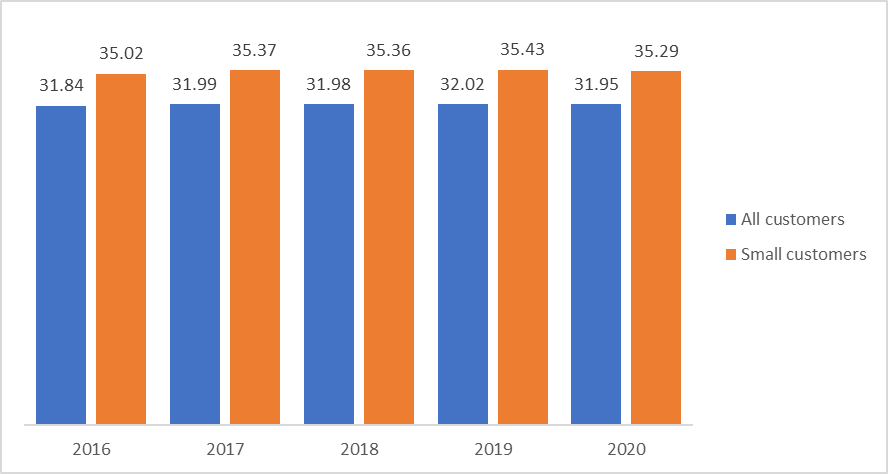 35.02 35.37 35.36 35.43 35.29
31.84 31.99 31.98 32.02 31.95
All customers
Small customers
2016 2017 2018 2019 2020